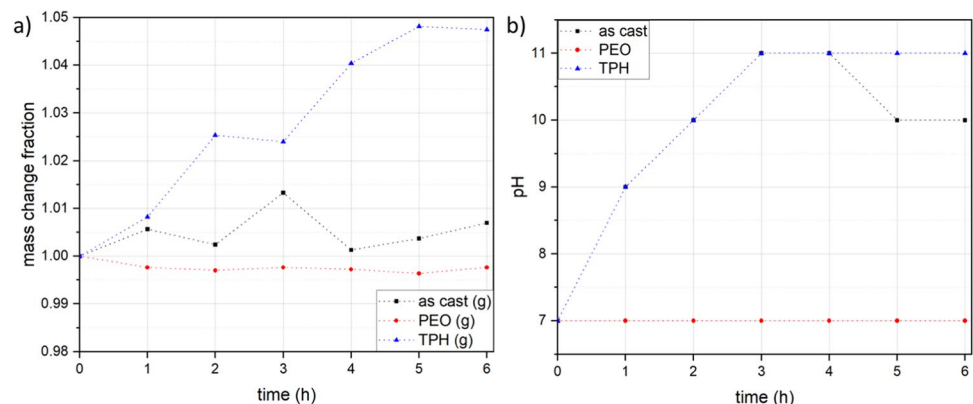 a)
mass change fraction
1.05
1.04
1.03
1.02
1.01
1.00
0.99
0.98
0 1 2 3 4 5 6
time (h)
as cast (g)
PEO (g)
TPH (g)
b)
pH
11
10
9
8
7
0 1 2 3 4 5 6
time (h)
as cast
PEO
TPH